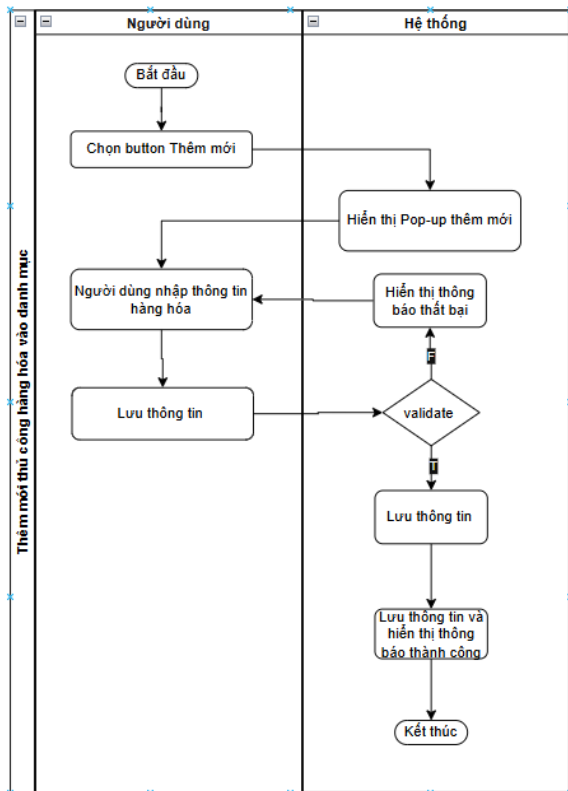 Người dùng
Hệ thống
Thêm mới thủ công hàng hóa vào danh mục
Bắt đầu
Chọn button Thêm mới
Hiển thị Pop-up thêm mới
Người dùng nhập thông tin
hàng hóa
Hiển thị thông
báo thất bại
F
Lưu thông tin
validate
T
Lưu thông tin
Lưu thông tin và
hiển thị thông
báo thành công
Kết thúc